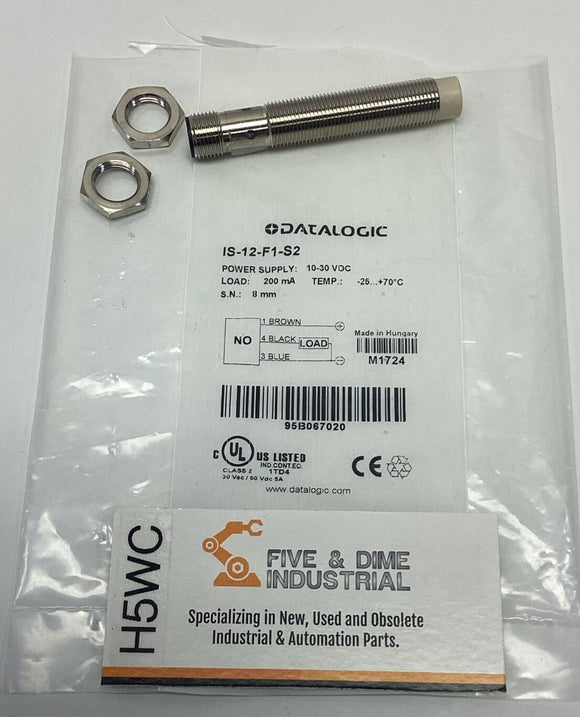 DATALOGIC
IS-12-F1-S2
POWER SUPPLY: 10-30 VDC
LOAD: 200 mA TEMP.: -25...+70°C
S.N.: 8 mm
NO
1 BROWN +
4 BLACK LOAD
3 BLUE -
Made in Hungary
M1724
95B067020
C UL US LISTED
IND.CONT.EQ.
CLASS 2 1TD4
30 Vac / 60 Vdc 5A
CE
www.datalogic.com
H5WC
FIVE & DIME
INDUSTRIAL
Specializing in New, Used and Obsolete
Industrial & Automation Parts.